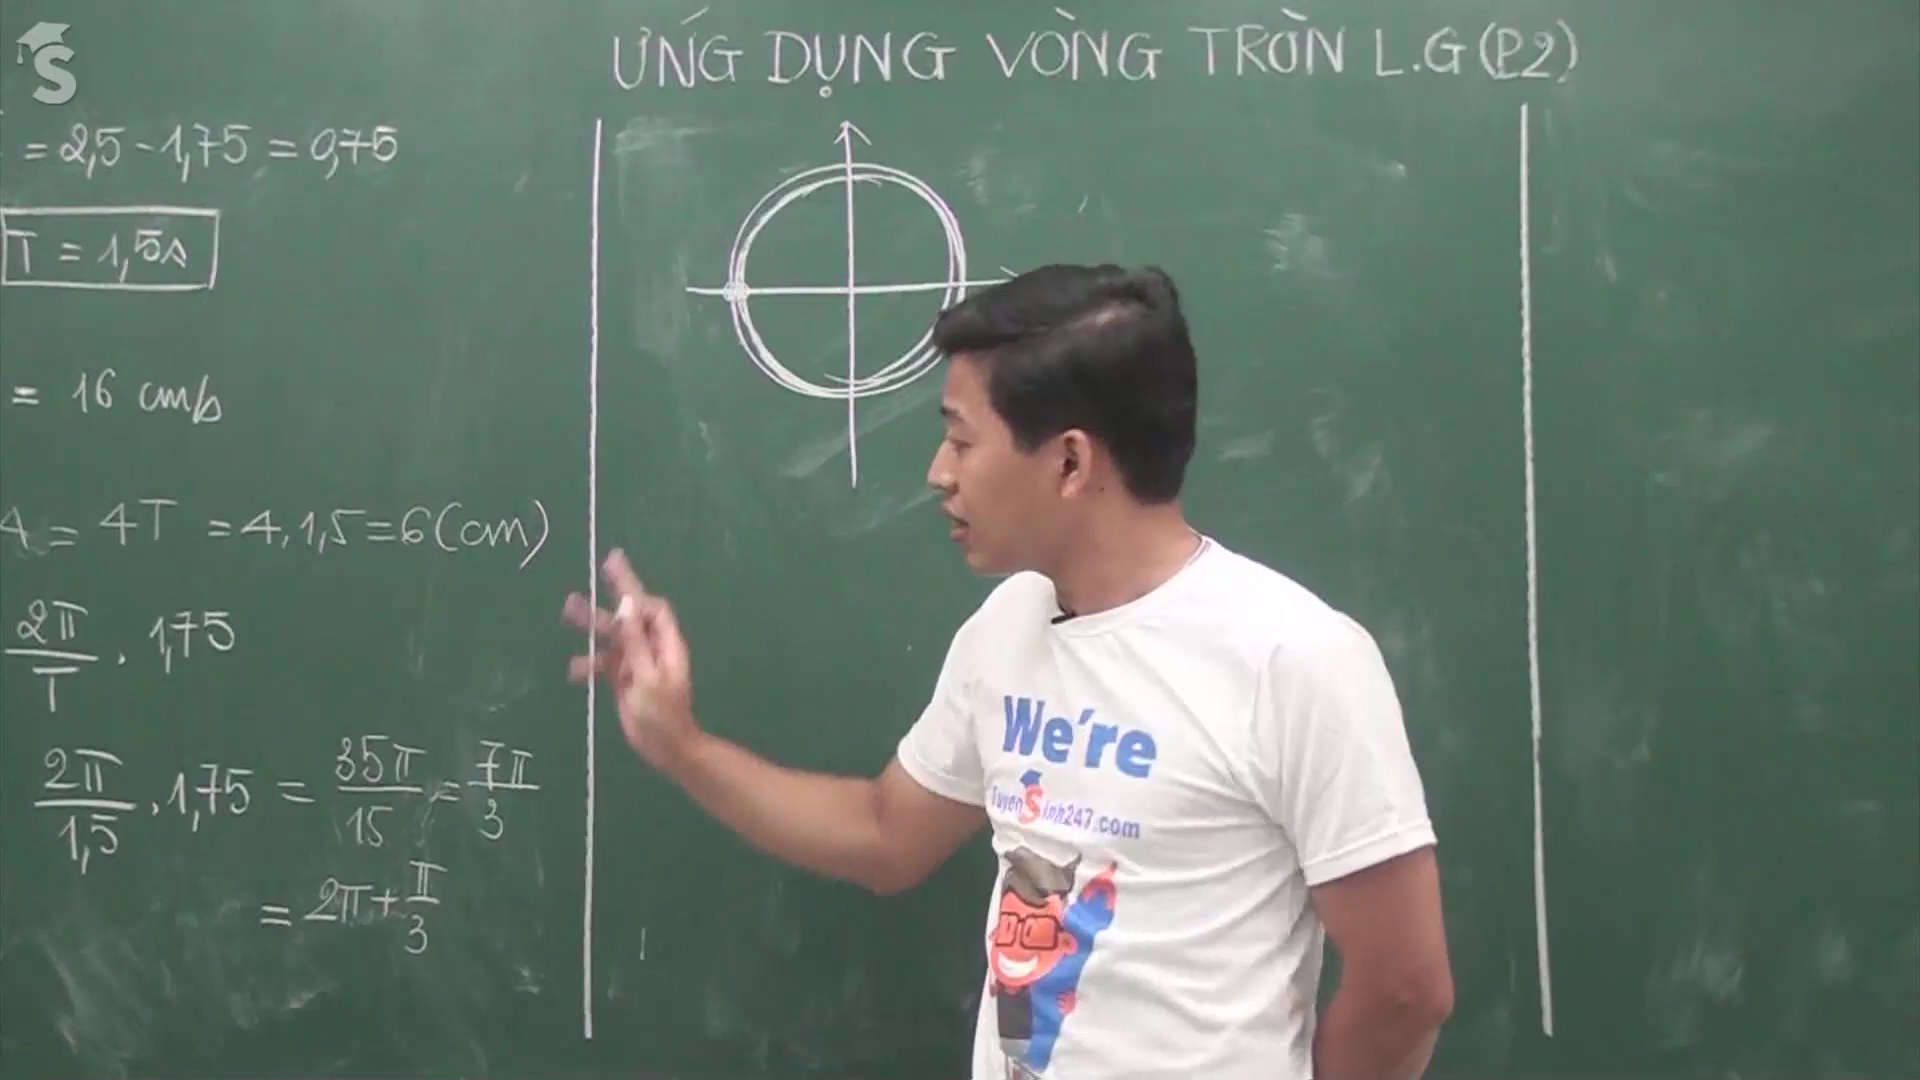 S
ỨNG DỤNG VÒNG TRÒN L.G (P2)
= 2,5 - 1,75 = 0,75
T = 1,5s
= 16 cm/s
A = 4T = 4.1,5 = 6 (cm)
2π/T . 1,75
2π/1,5 . 1,75 = 35π/15 = 7π/3
= 2π + π/3
We're
TuyenSinh247.com